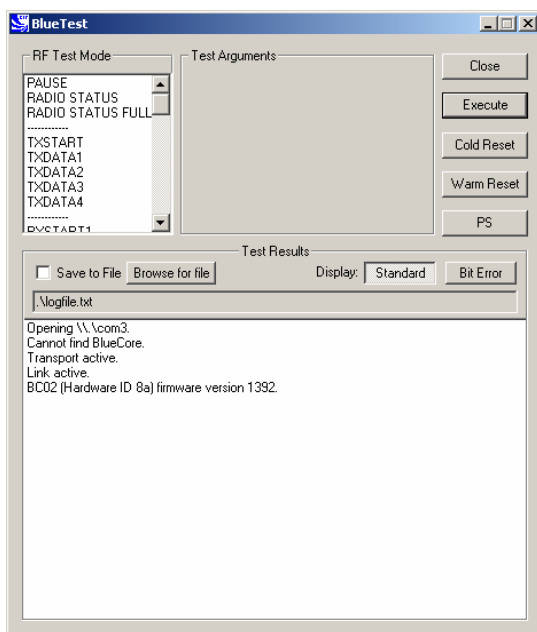 BlueTest
RF Test Mode
PAUSE
RADIO STATUS
RADIO STATUS FULL
------------
TXSTART
TXDATA1
TXDATA2
TXDATA3
TXDATA4
------------
RXSTART1
Test Arguments
Close
Execute
Cold Reset
Warm Reset
PS
Test Results
Save to File Browse for file Display: Standard Bit Error
.\logfile.txt
Opening \\.\com3.
Cannot find BlueCore.
Transport active.
Link active.
BC02 (Hardware ID 8a) firmware version 1392.